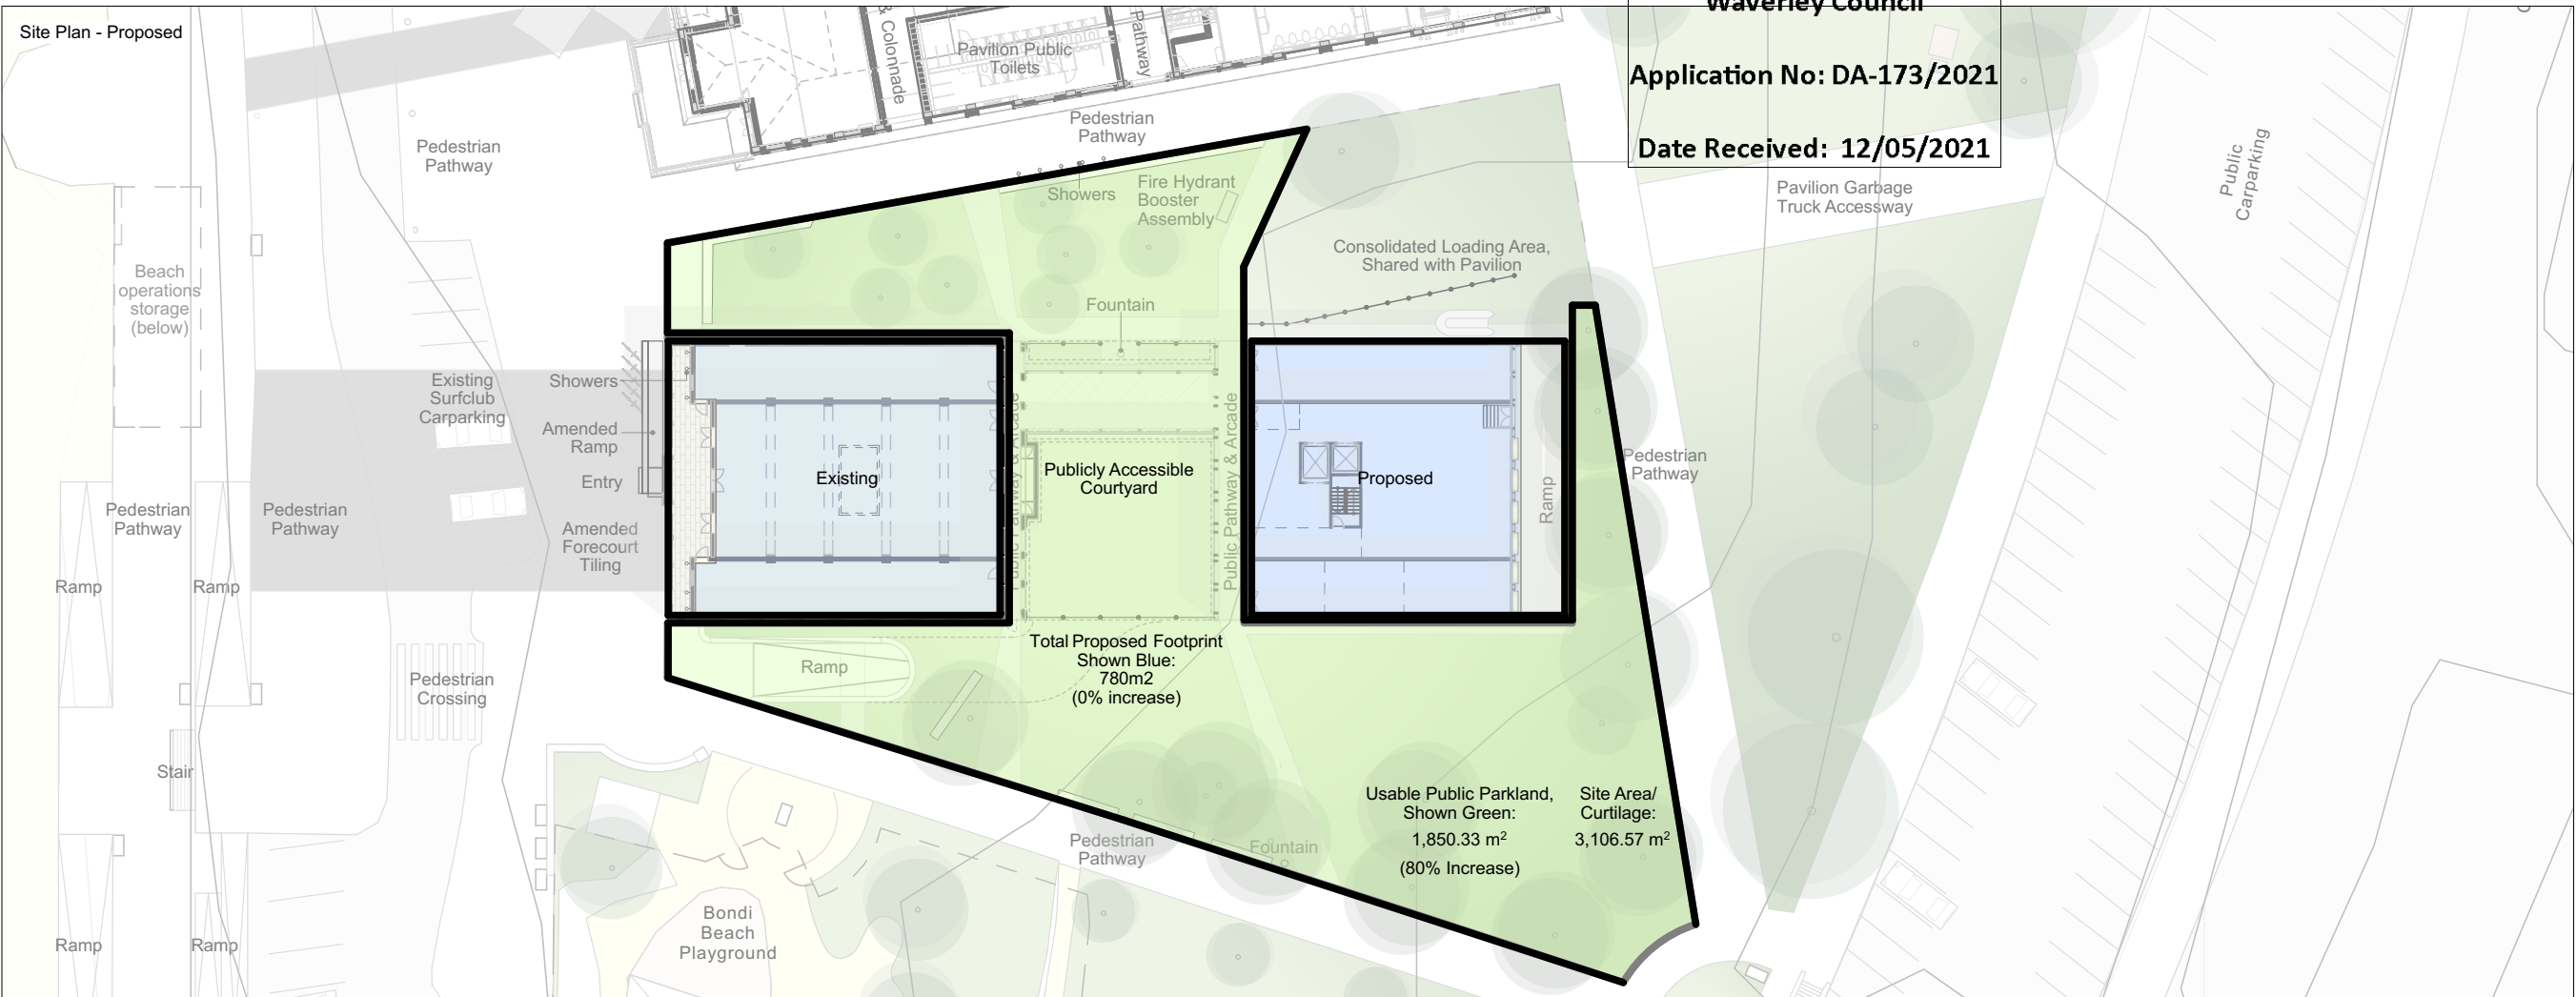 Site Plan - Proposed
Waverley Council
Application No: DA-173/2021
Date Received: 12/05/2021
& Colonnade
Pavilion Public
Toilets
Pathway
Pedestrian
Pathway
Pedestrian
Pathway
Showers
Fire Hydrant
Booster
Assembly
Pavilion Garbage
Truck Accessway
Public
Carparking
Beach
operations
storage
(below)
Consolidated Loading Area,
Shared with Pavilion
Fountain
Existing
Surfclub
Carparking
Showers
Amended
Ramp
Entry
Amended
Forecourt
Tiling
Existing
Public Pathway & Arcade
Publicly Accessible
Courtyard
Public Pathway & Arcade
Proposed
Ramp
Pedestrian
Pathway
Pedestrian
Pathway
Pedestrian
Pathway
Ramp
Ramp
Total Proposed Footprint
Shown Blue:
780m2
(0% increase)
Ramp
Pedestrian
Crossing
Stair
Usable Public Parkland,
Shown Green:
1,850.33 m²
(80% Increase)
Site Area/
Curtilage:
3,106.57 m²
Pedestrian
Pathway
Fountain
Bondi
Beach
Playground
Ramp
Ramp